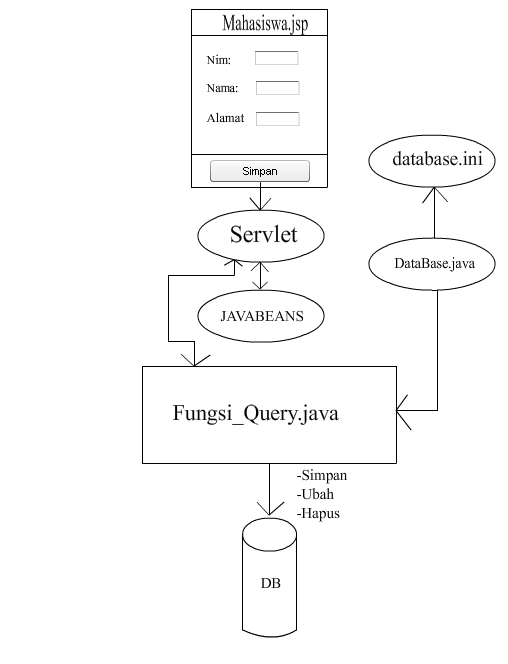 Mahasiswa.jsp
Nim:
Nama:
Alamat
Simpan
database.ini
Servlet
DataBase.java
JAVABEANS
Fungsi_Query.java
-Simpan
-Ubah
-Hapus
DB